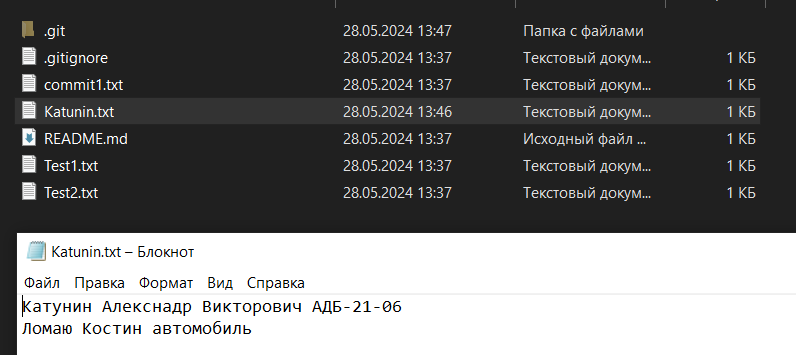 .git 28.05.2024 13:47 Папка с файлами
.gitignore 28.05.2024 13:37 Текстовый докум... 1 КБ
commit1.txt 28.05.2024 13:37 Текстовый докум... 1 КБ
Katunin.txt 28.05.2024 13:46 Текстовый докум... 1 КБ
README.md 28.05.2024 13:37 Исходный файл ... 1 КБ
Test1.txt 28.05.2024 13:37 Текстовый докум... 1 КБ
Test2.txt 28.05.2024 13:37 Текстовый докум... 1 КБ
Katunin.txt – Блокнот
Файл Правка Формат Вид Справка
Катунин Алекснадр Викторович АДБ-21-06
Ломаю Костин автомобиль